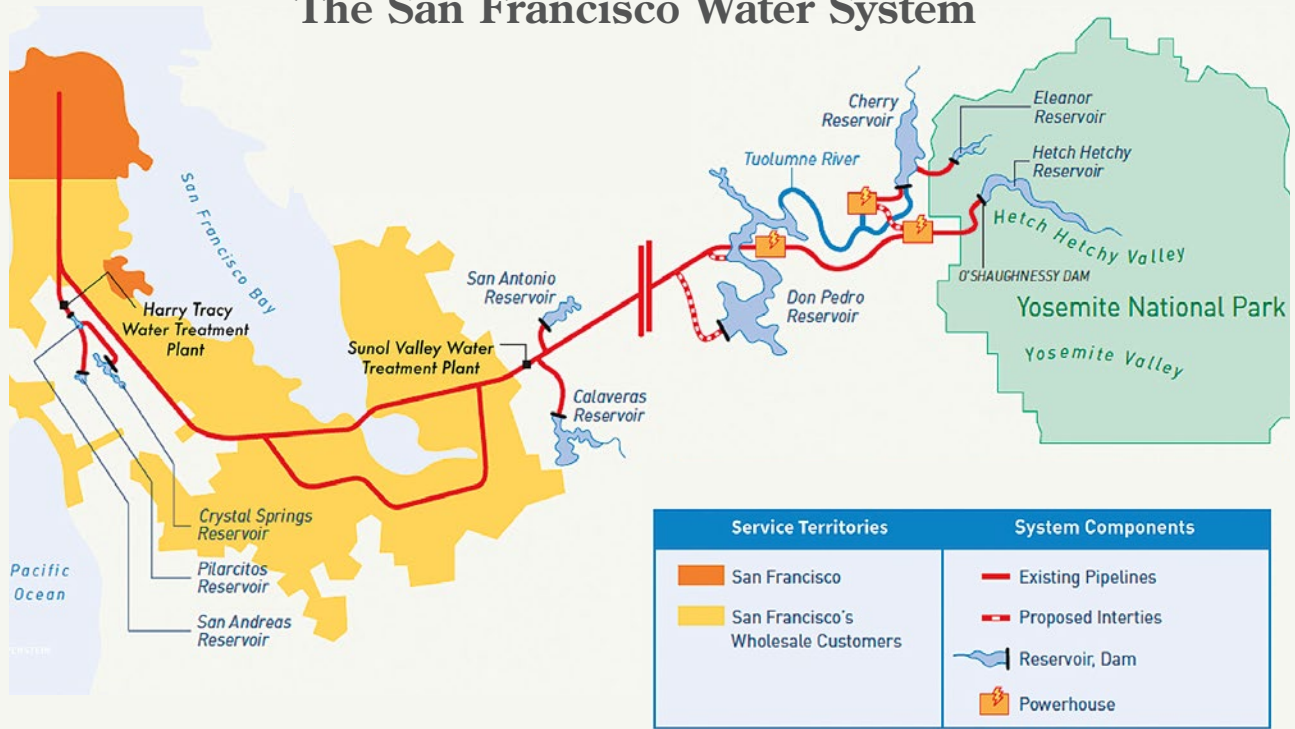 The San Francisco Water System
Cherry
Reservoir
Eleanor
Reservoir
Tuolumne River
Hetch Hetchy
Reservoir
San Francisco Bay
Hetch Hetchy Valley
O'SHAUGHNESSY DAM
San Antonio
Reservoir
Don Pedro
Reservoir
Yosemite National Park
Harry Tracy
Water Treatment
Plant
Sunol Valley Water
Treatment Plant
Yosemite Valley
Calaveras
Reservoir
Crystal Springs
Reservoir
Pilarcitos
Reservoir
San Andreas
Reservoir
Pacific
Ocean
Service Territories
San Francisco
San Francisco's
Wholesale Customers
System Components
Existing Pipelines
Proposed Interties
Reservoir, Dam
Powerhouse